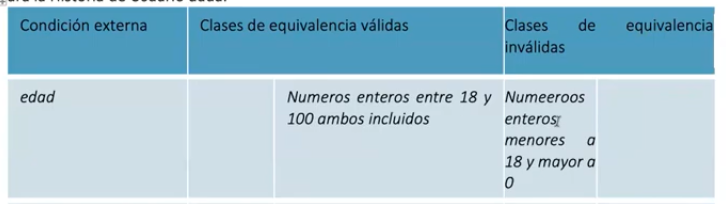 Condición externa
Clases de equivalencia válidas
Clases de equivalencia
inválidas
edad
Numeros enteros entre 18 y
100 ambos incluidos
Numeeroos
enteros
menores a
18 y mayor a
0